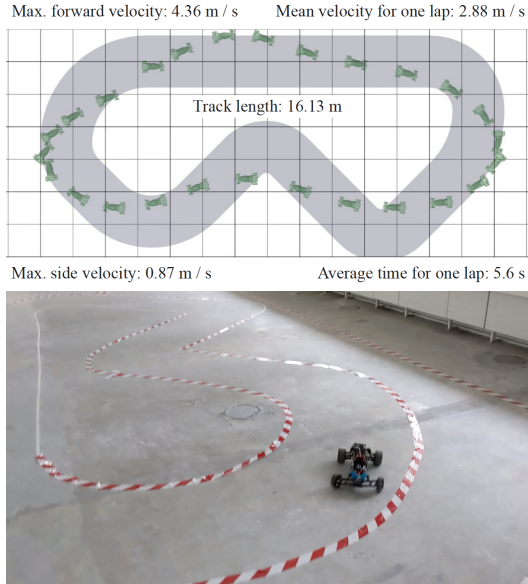 Max. forward velocity: 4.36 m / s Mean velocity for one lap: 2.88 m / s
Track length: 16.13 m
Max. side velocity: 0.87 m / s Average time for one lap: 5.6 s